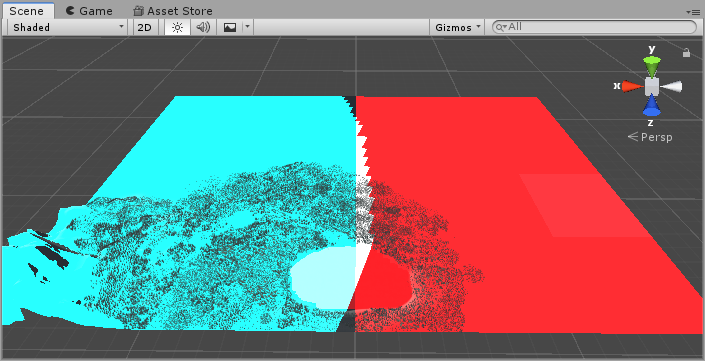 Scene Game Asset Store
Shaded 2D Gizmos All
y
x
z
Persp